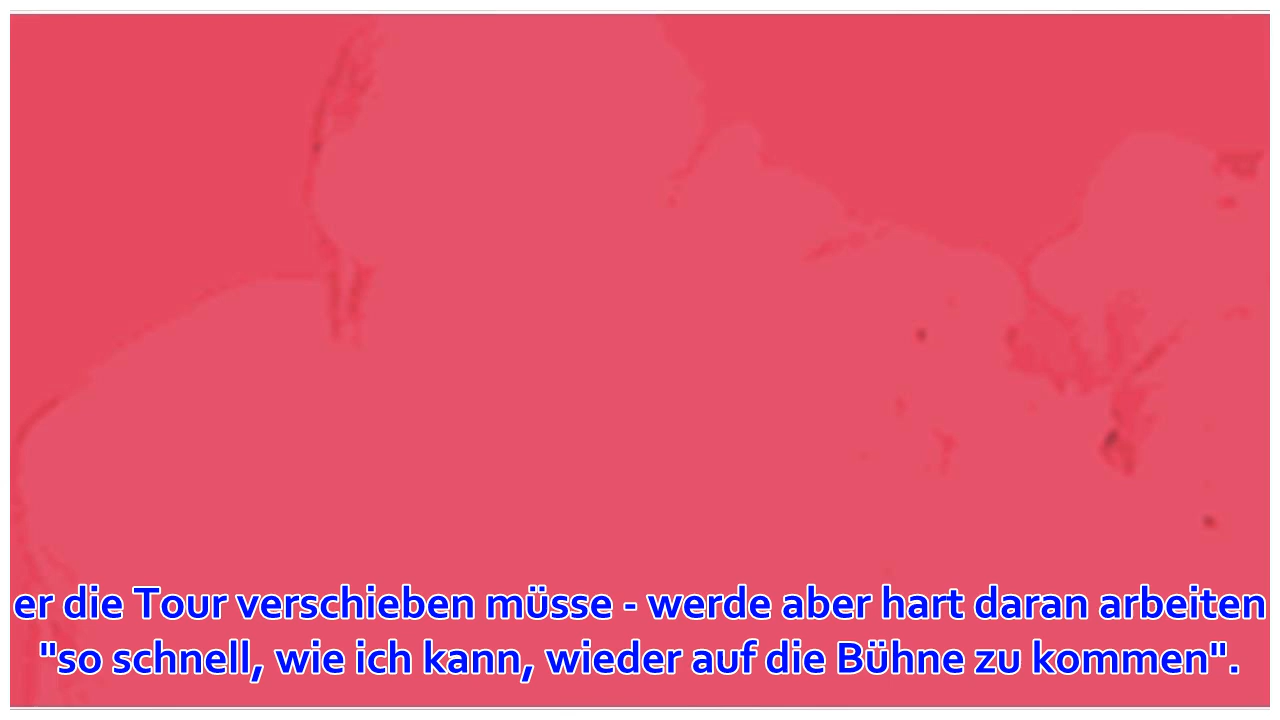 er die Tour verschieben müsse - werde aber hart daran arbeiten
"so schnell, wie ich kann, wieder auf die Bühne zu kommen".